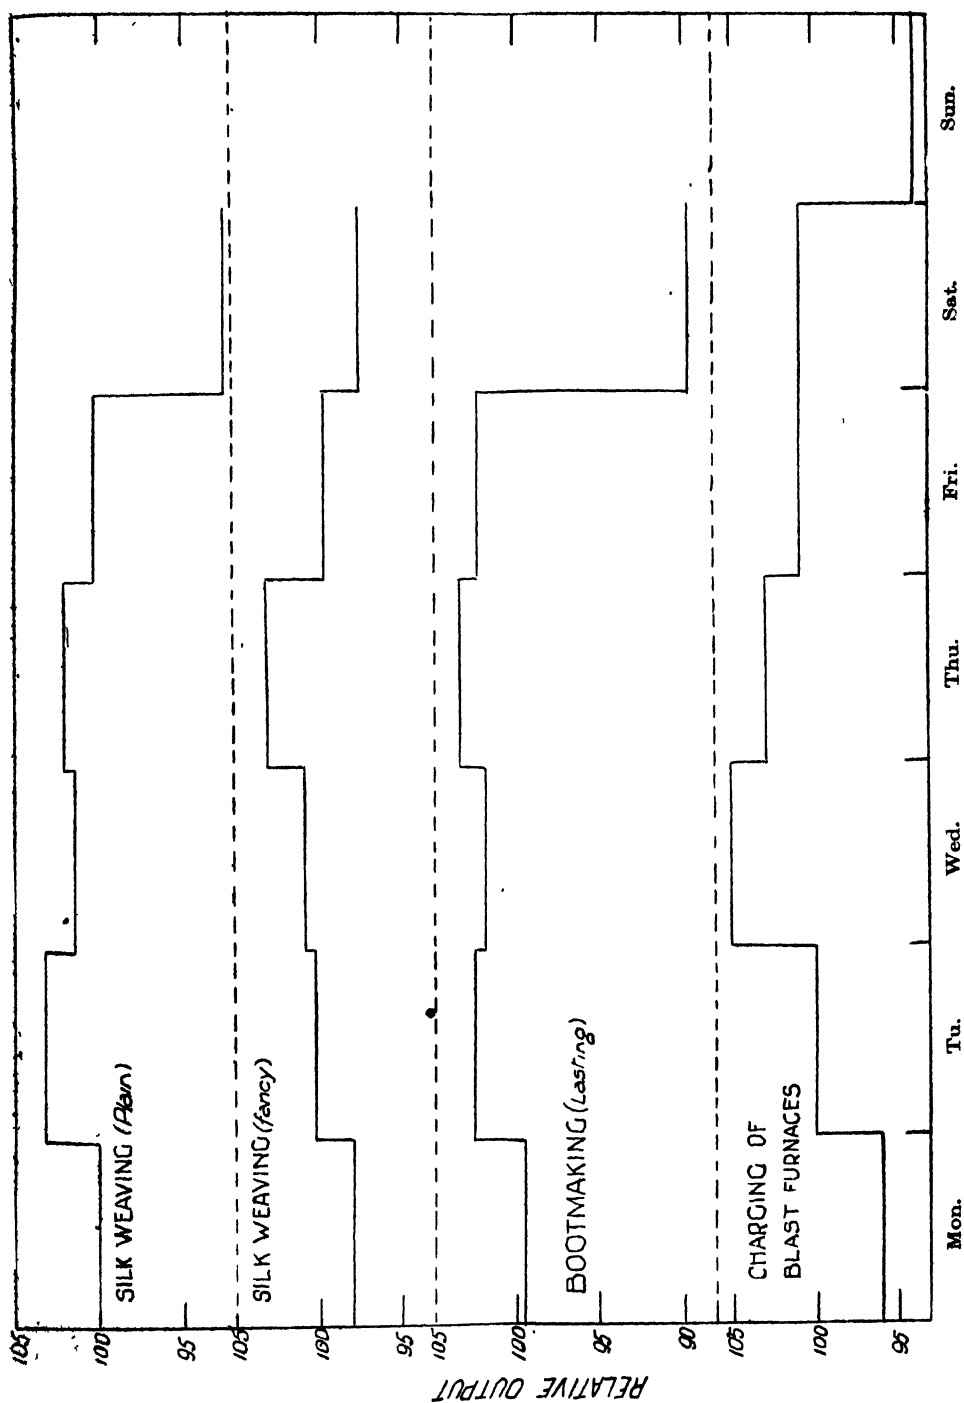 RELATIVE OUTPUT
105
100
95
SILK WEAVING (Plain)
105
100
95
SILK WEAVING (fancy)
105
100
95
90
BOOTMAKING (Lasting)
105
100
95
CHARGING OF
BLAST FURNACES
Mon. Tu. Wed. Thu. Fri. Sat. Sun.